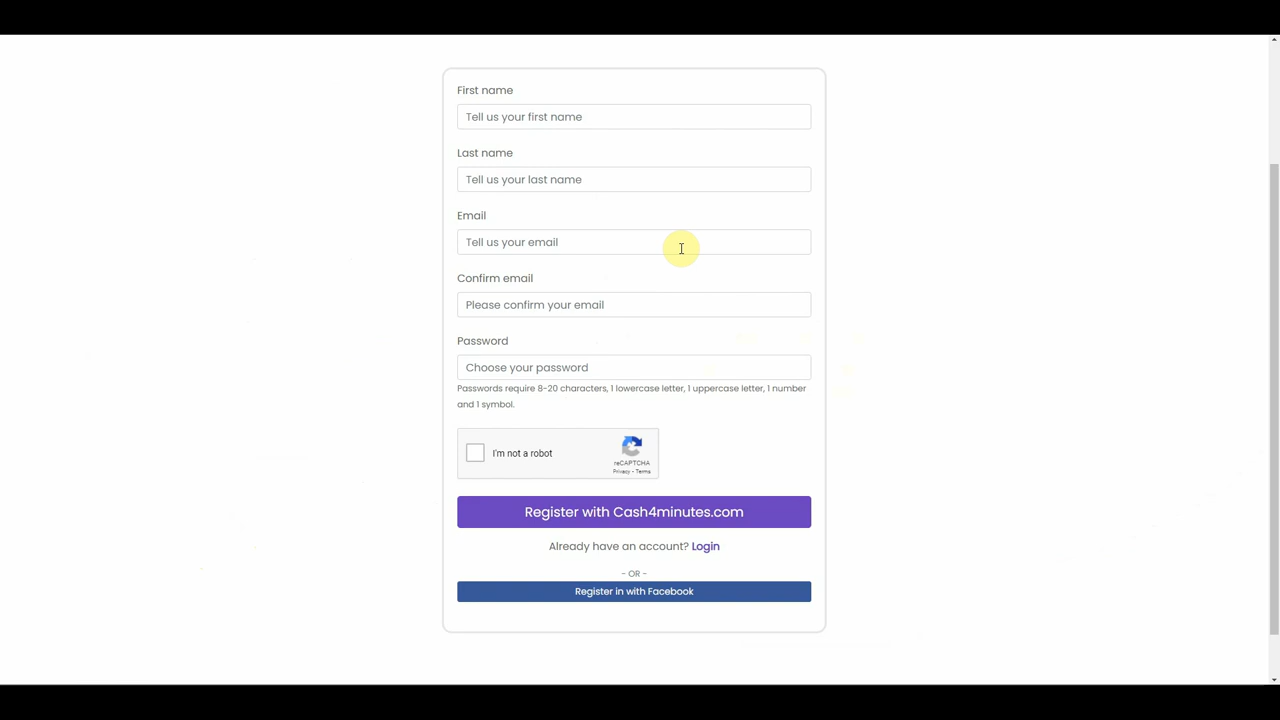 First name
Tell us your first name
Last name
Tell us your last name
Email
Tell us your email
Confirm email
Please confirm your email
Password
Choose your password
Passwords require 8-20 characters, 1 lowercase letter, 1 uppercase letter, 1 number
and 1 symbol.
I'm not a robot
reCAPTCHA
Privacy - Terms
Register with Cash4minutes.com
Already have an account? Login
- OR -
Register in with Facebook